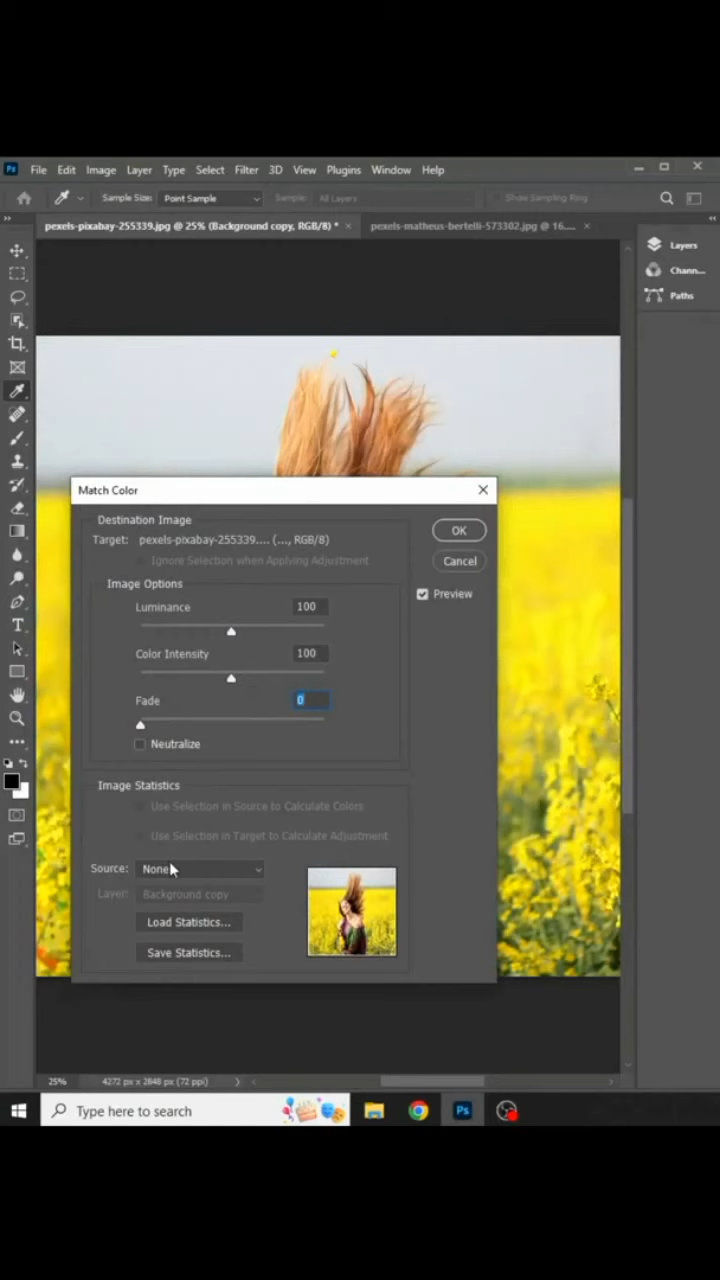 Ps File Edit Image Layer Type Select Filter 3D View Plugins Window Help
Sample Size: Point Sample Sample: All Layers Show Sampling Ring
pexels-pixabay-255339.jpg @ 25% (Background copy, RGB/8) * × pexels-matheus-bertelli-573302.jpg @ 16.... ×
Layers
Chann...
Paths
Match Color
Destination Image
Target: pexels-pixabay-255339.... (..., RGB/8)
Ignore Selection when Applying Adjustment
OK
Cancel
Preview
Image Options
Luminance 100
Color Intensity 100
Fade 0
Neutralize
Image Statistics
Use Selection in Source to Calculate Colors
Use Selection in Target to Calculate Adjustment
Source: None
Layer: Background copy
Load Statistics...
Save Statistics...
25% 4272 px x 2848 px (72 ppi)
Type here to search
Ps